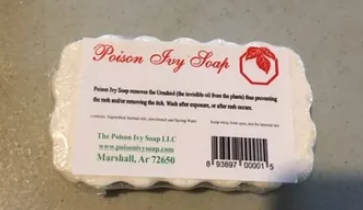 Poison Ivy Soap
Poison Ivy Soap removes the Urushiol (the invisible oil from the plants) thus preventing
the rash and/or removing the itch. Wash after exposure, or after rash occurs.
The Poison Ivy Soap LLC
www.poisonivysoap.com
Marshall, Ar 72650
8 93897 00001 5